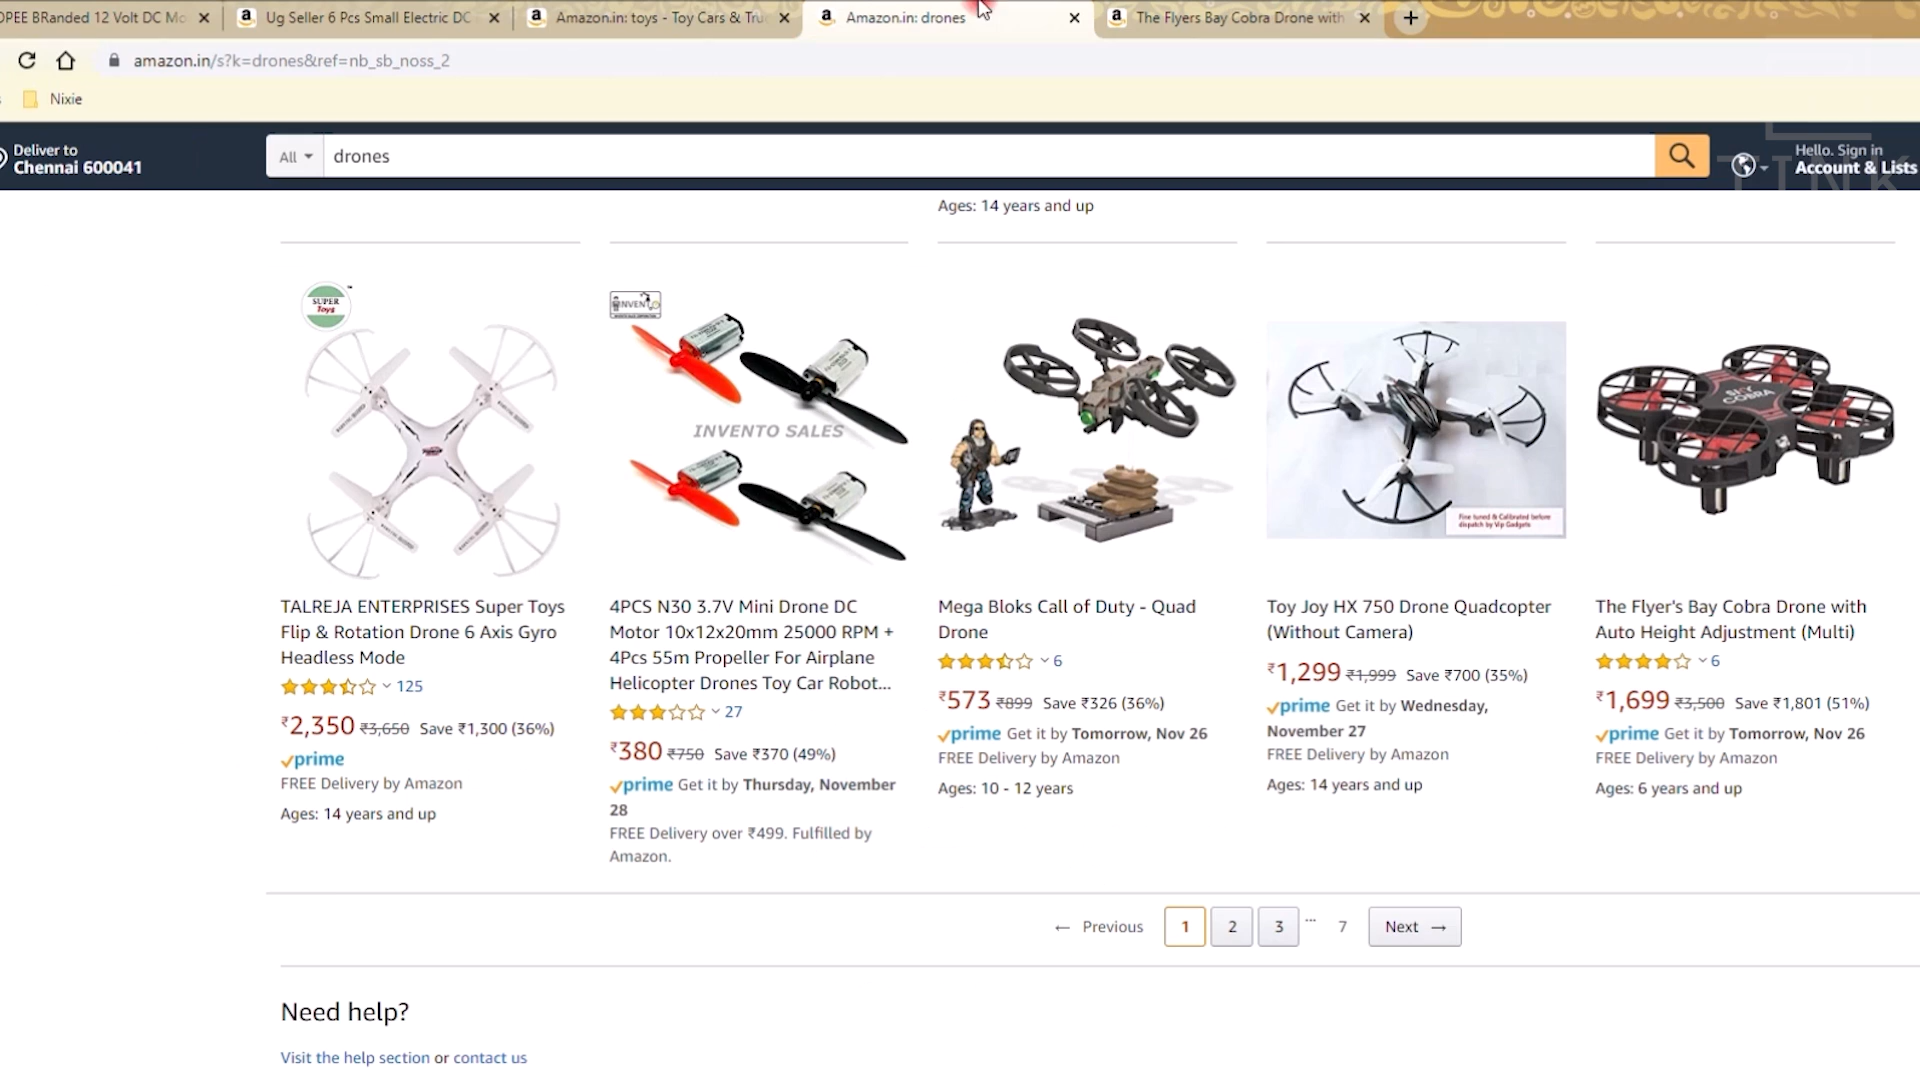 OPEE BRanded 12 Volt DC Mo
Ug Seller 6 Pcs Small Electric DC
Amazon.in: toys - Toy Cars & Tru
Amazon.in: drones
The Flyers Bay Cobra Drone with
amazon.in/s?k=drones&ref=nb_sb_noss_2
Nixie
Deliver to
Chennai 600041
All
drones
Hello. Sign in
Account & Lists
TINK
Ages: 14 years and up
SUPER
Toys
INVENTO
INVENTO SALES
SKY
COBRA
Fine tuned & Calibrated before
dispatch by Vip Gadgets
TALREJA ENTERPRISES Super Toys
Flip & Rotation Drone 6 Axis Gyro
Headless Mode
125
₹2,350 ₹3,650 Save ₹1,300 (36%)
prime
FREE Delivery by Amazon
Ages: 14 years and up
4PCS N30 3.7V Mini Drone DC
Motor 10x12x20mm 25000 RPM +
4Pcs 55m Propeller For Airplane
Helicopter Drones Toy Car Robot...
27
₹380 ₹750 Save ₹370 (49%)
prime Get it by Thursday, November
28
FREE Delivery over ₹499. Fulfilled by
Amazon.
Mega Bloks Call of Duty - Quad
Drone
6
₹573 ₹899 Save ₹326 (36%)
prime Get it by Tomorrow, Nov 26
FREE Delivery by Amazon
Ages: 10 - 12 years
Toy Joy HX 750 Drone Quadcopter
(Without Camera)
₹1,299 ₹1,999 Save ₹700 (35%)
prime Get it by Wednesday,
November 27
FREE Delivery by Amazon
Ages: 14 years and up
The Flyer's Bay Cobra Drone with
Auto Height Adjustment (Multi)
6
₹1,699 ₹3,500 Save ₹1,801 (51%)
prime Get it by Tomorrow, Nov 26
FREE Delivery by Amazon
Ages: 6 years and up
← Previous 1 2 3 ... 7 Next →
Need help?
Visit the help section or contact us